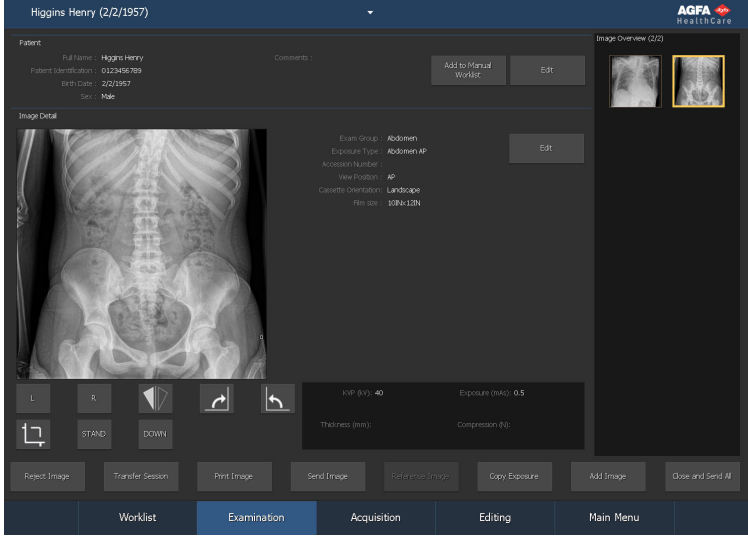 Higgins Henry (2/2/1957)
AGFA Agfa
HealthCare
Patient
Full Name : Higgins Henry
Comments :
Patient Identification : 0123456789
Birth Date : 2/2/1957
Sex : Male
Add to Manual
Worklist
Edit
Image Overview (2/2)
Image Detail
Exam Group : Abdomen
Exposure Type : Abdomen AP
Accession Number :
View Position : AP
Cassette Orientation: Landscape
Film size : 10INx12IN
Edit
L
R
STAND
DOWN
KVP (kV): 40
Exposure (mAs): 0.5
Thickness (mm):
Compression (N):
Reject Image
Transfer Session
Print Image
Send Image
Reference Image
Copy Exposure
Add Image
Close and Send All
Worklist
Examination
Acquisition
Editing
Main Menu